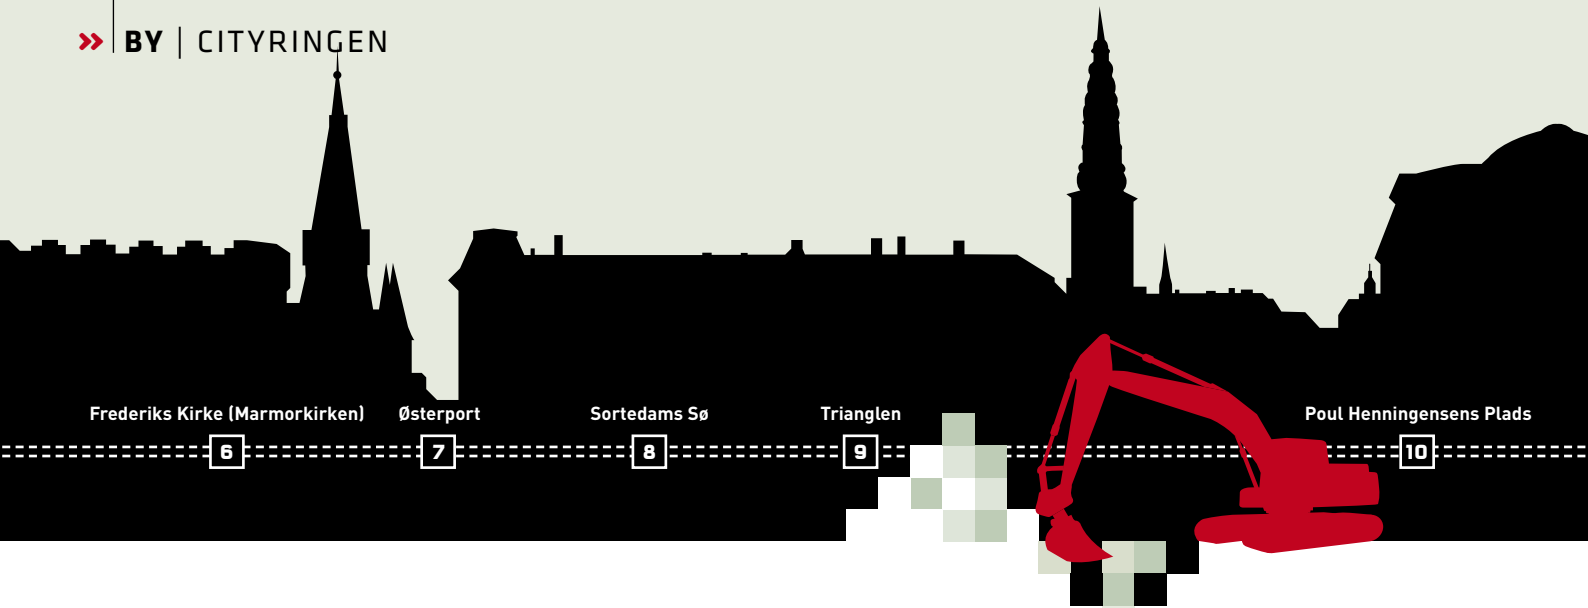 » BY | CITYRINGEN
Frederiks Kirke (Marmorkirken) Østerport Sortedams Sø Trianglen Poul Henningensens Plads
6 7 8 9 10